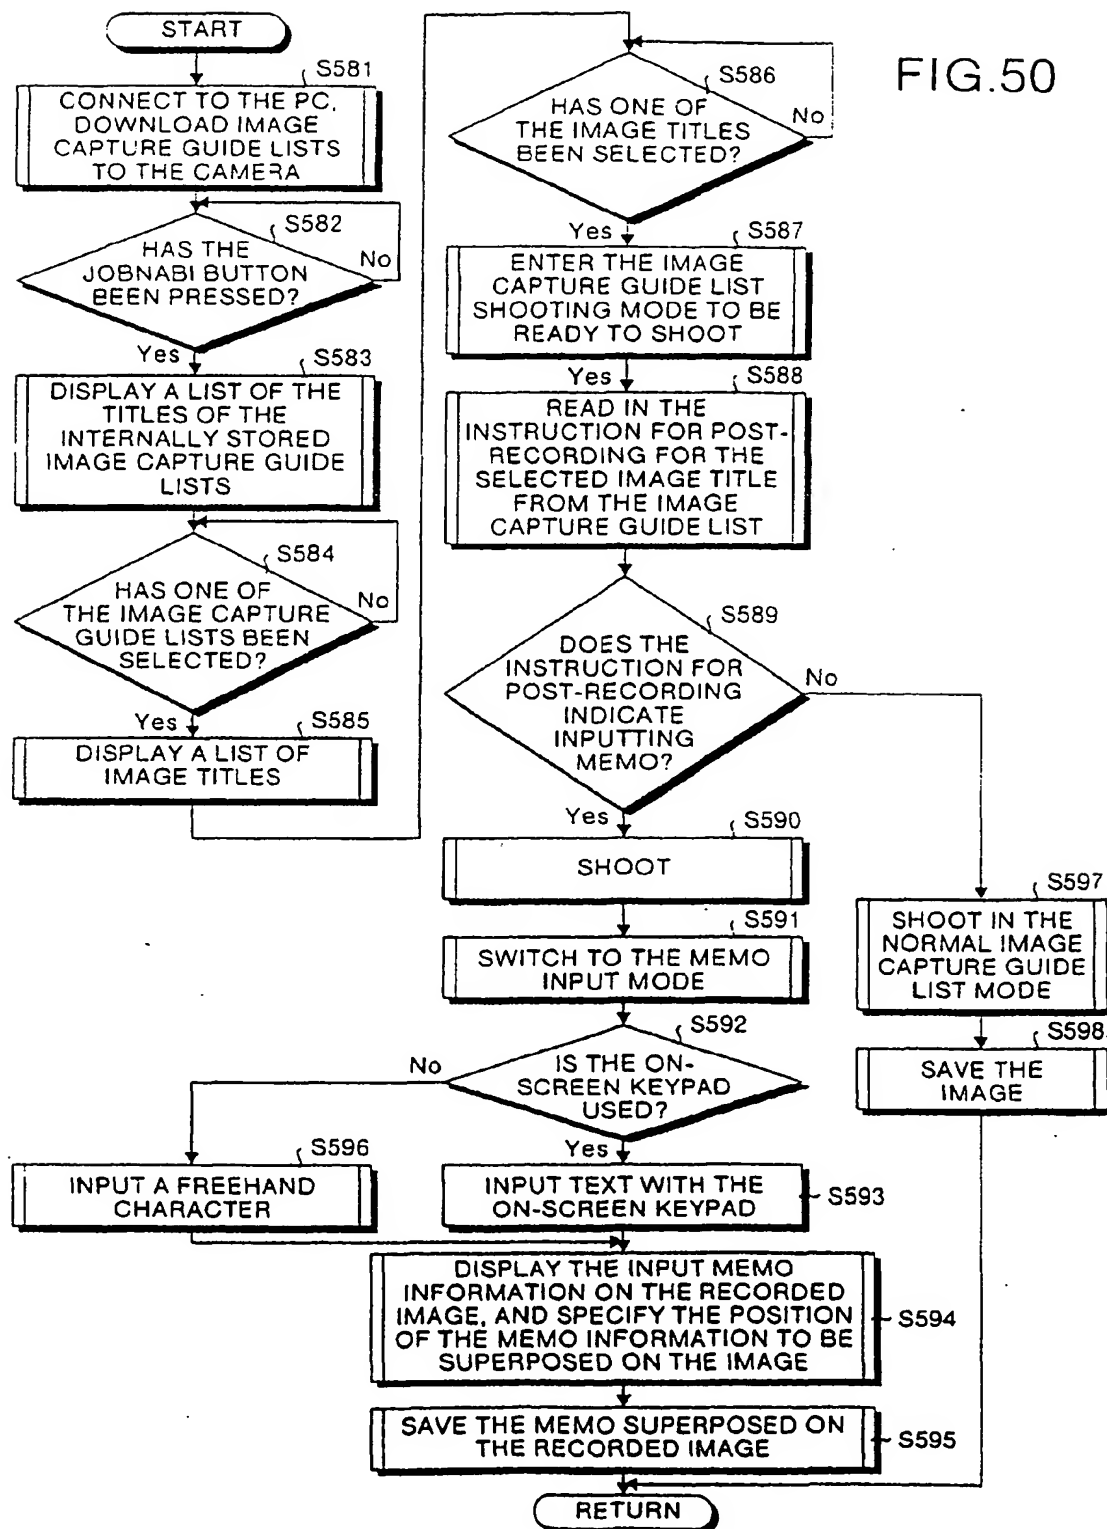 START
S581
CONNECT TO THE PC,
DOWNLOAD IMAGE
CAPTURE GUIDE LISTS
TO THE CAMERA
S582
HAS THE
JOBNABI BUTTON
BEEN PRESSED?
No
Yes
S583
DISPLAY A LIST OF THE
TITLES OF THE
INTERNALLY STORED
IMAGE CAPTURE GUIDE
LISTS
S584
HAS ONE OF
THE IMAGE CAPTURE
GUIDE LISTS BEEN
SELECTED?
No
Yes
S585
DISPLAY A LIST OF
IMAGE TITLES
FIG.50
S586
HAS ONE OF
THE IMAGE TITLES
BEEN SELECTED?
No
Yes
S587
ENTER THE IMAGE
CAPTURE GUIDE LIST
SHOOTING MODE TO BE
READY TO SHOOT
Yes
S588
READ IN THE
INSTRUCTION FOR POST-
RECORDING FOR THE
SELECTED IMAGE TITLE
FROM THE IMAGE
CAPTURE GUIDE LIST
S589
DOES THE
INSTRUCTION FOR
POST-RECORDING
INDICATE
INPUTTING
MEMO?
No
Yes
S590
SHOOT
S591
SWITCH TO THE MEMO
INPUT MODE
S592
IS THE ON-
SCREEN KEYPAD
USED?
No
Yes
S596
INPUT A FREEHAND
CHARACTER
INPUT TEXT WITH THE
ON-SCREEN KEYPAD
S593
S597
SHOOT IN THE
NORMAL IMAGE
CAPTURE GUIDE
LIST MODE
S598
SAVE THE
IMAGE
DISPLAY THE INPUT MEMO
INFORMATION ON THE RECORDED
IMAGE, AND SPECIFY THE POSITION
OF THE MEMO INFORMATION TO BE
SUPERPOSED ON THE IMAGE
S594
SAVE THE MEMO SUPERPOSED ON
THE RECORDED IMAGE
S595
RETURN